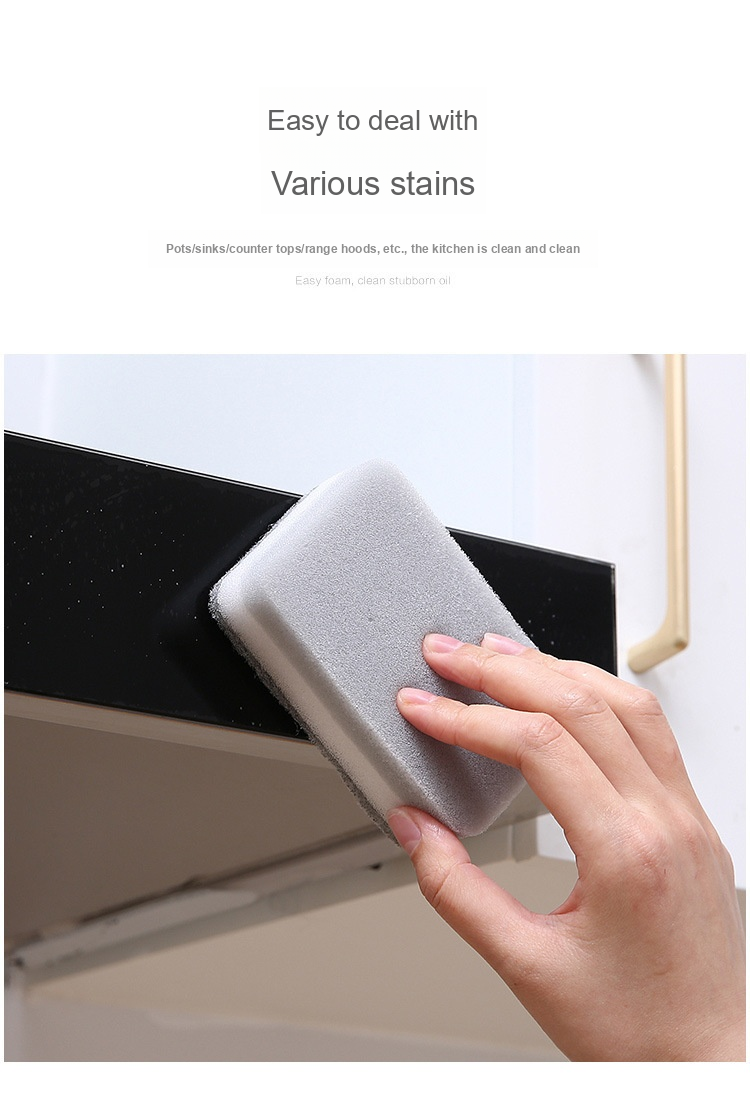 Easy to deal with
Various stains
Pots/sinks/counter tops/range hoods, etc., the kitchen is clean and clean
Easy foam, clean stubborn oil